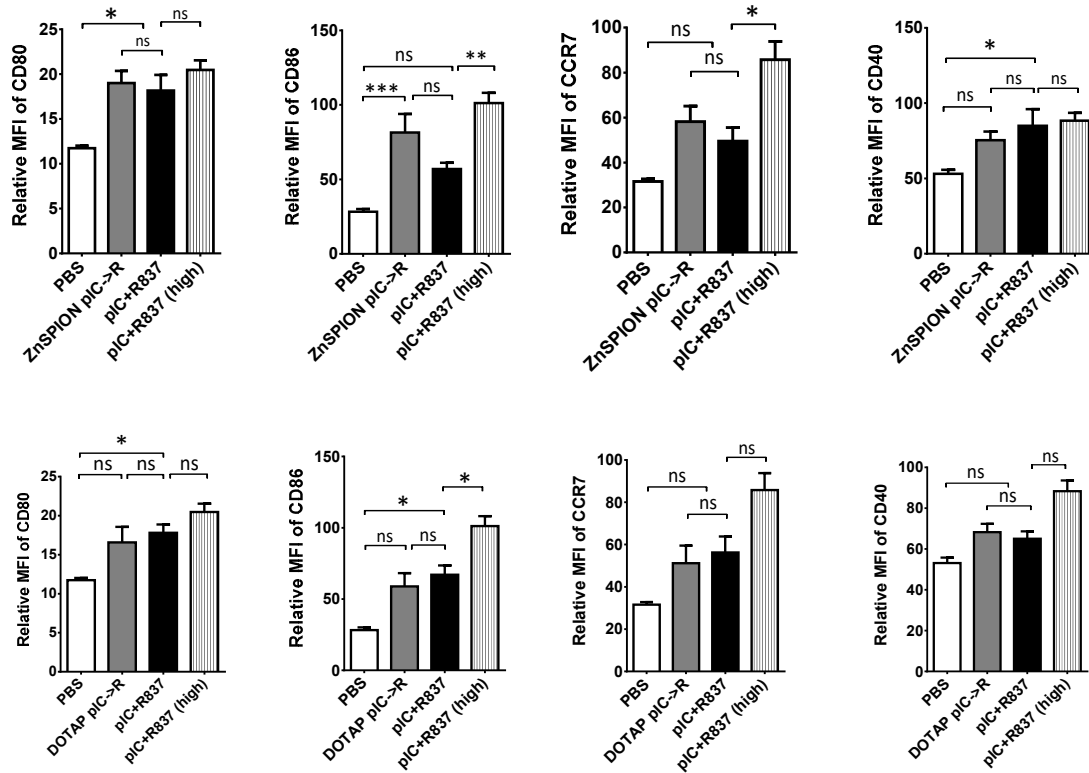 *
ns
ns
Relative MFI of CD80
25
20
15
10
5
0
PBS
ZnSPION pIC->R
pIC+R837
pIC+R837 (high)
ns
**
***
ns
Relative MFI of CD86
100
50
0
PBS
ZnSPION pIC->R
pIC+R837
pIC+R837 (high)
*
ns
ns
Relative MFI of CCR7
100
80
60
40
20
0
PBS
ZnSPION pIC->R
pIC+R837
pIC+R837 (high)
*
ns
ns
ns
Relative MFI of CD40
150
100
50
0
PBS
ZnSPION pIC->R
pIC+R837
pIC+R837 (high)
*
ns
ns
ns
Relative MFI of CD80
25
20
15
10
5
0
PBS
DOTAP pIC->R
pIC+R837
pIC+R837 (high)
*
*
ns
ns
Relative MFI of CD86
150
100
50
0
PBS
DOTAP pIC->R
pIC+R837
pIC+R837 (high)
ns
ns
ns
Relative MFI of CCR7
100
80
60
40
20
0
PBS
DOTAP pIC->R
pIC+R837
pIC+R837 (high)
ns
ns
ns
Relative MFI of CD40
100
80
60
40
20
0
PBS
DOTAP pIC->R
pIC+R837
pIC+R837 (high)